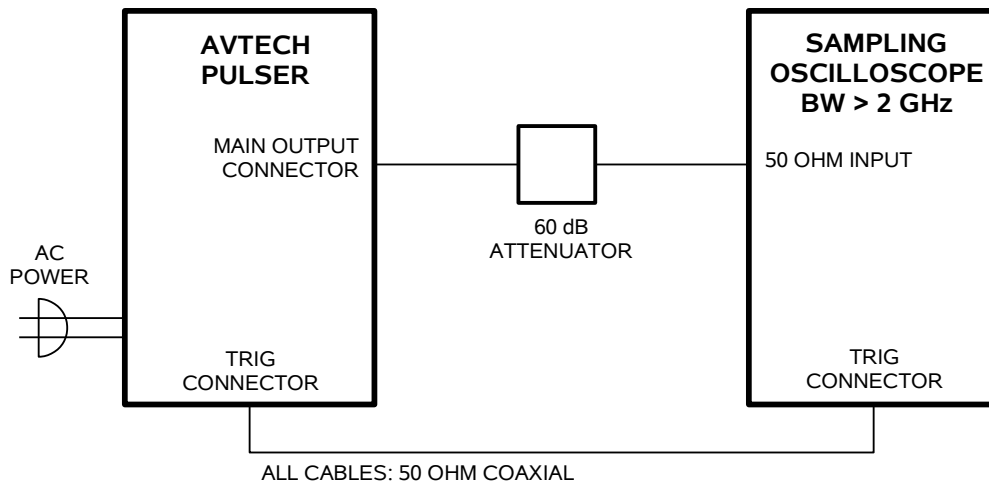 AVTECH
PULSER
MAIN OUTPUT
CONNECTOR
AC
POWER
TRIG
CONNECTOR
60 dB
ATTENUATOR
SAMPLING
OSCILLOSCOPE
BW > 2 GHz
50 OHM INPUT
TRIG
CONNECTOR
ALL CABLES: 50 OHM COAXIAL